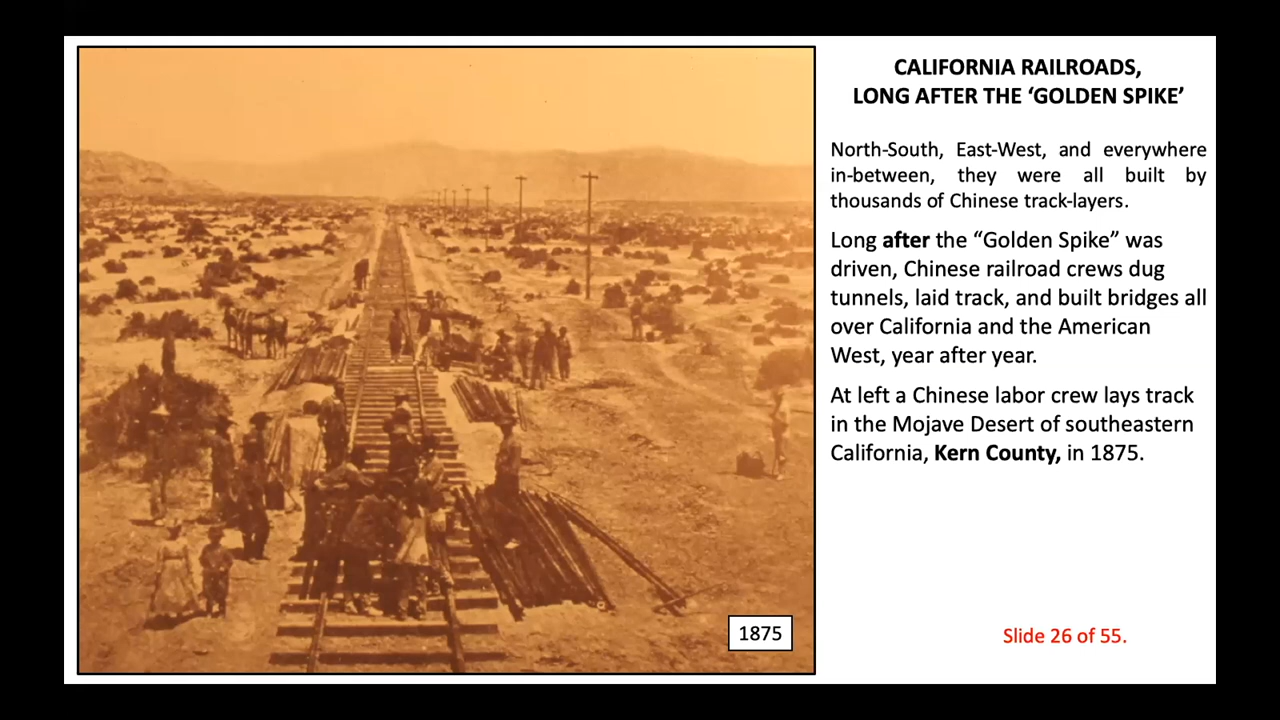 CALIFORNIA RAILROADS,
LONG AFTER THE ‘GOLDEN SPIKE’
North-South, East-West, and everywhere
in-between, they were all built by
thousands of Chinese track-layers.
Long after the “Golden Spike” was
driven, Chinese railroad crews dug
tunnels, laid track, and built bridges all
over California and the American
West, year after year.
At left a Chinese labor crew lays track
in the Mojave Desert of southeastern
California, Kern County, in 1875.
1875
Slide 26 of 55.